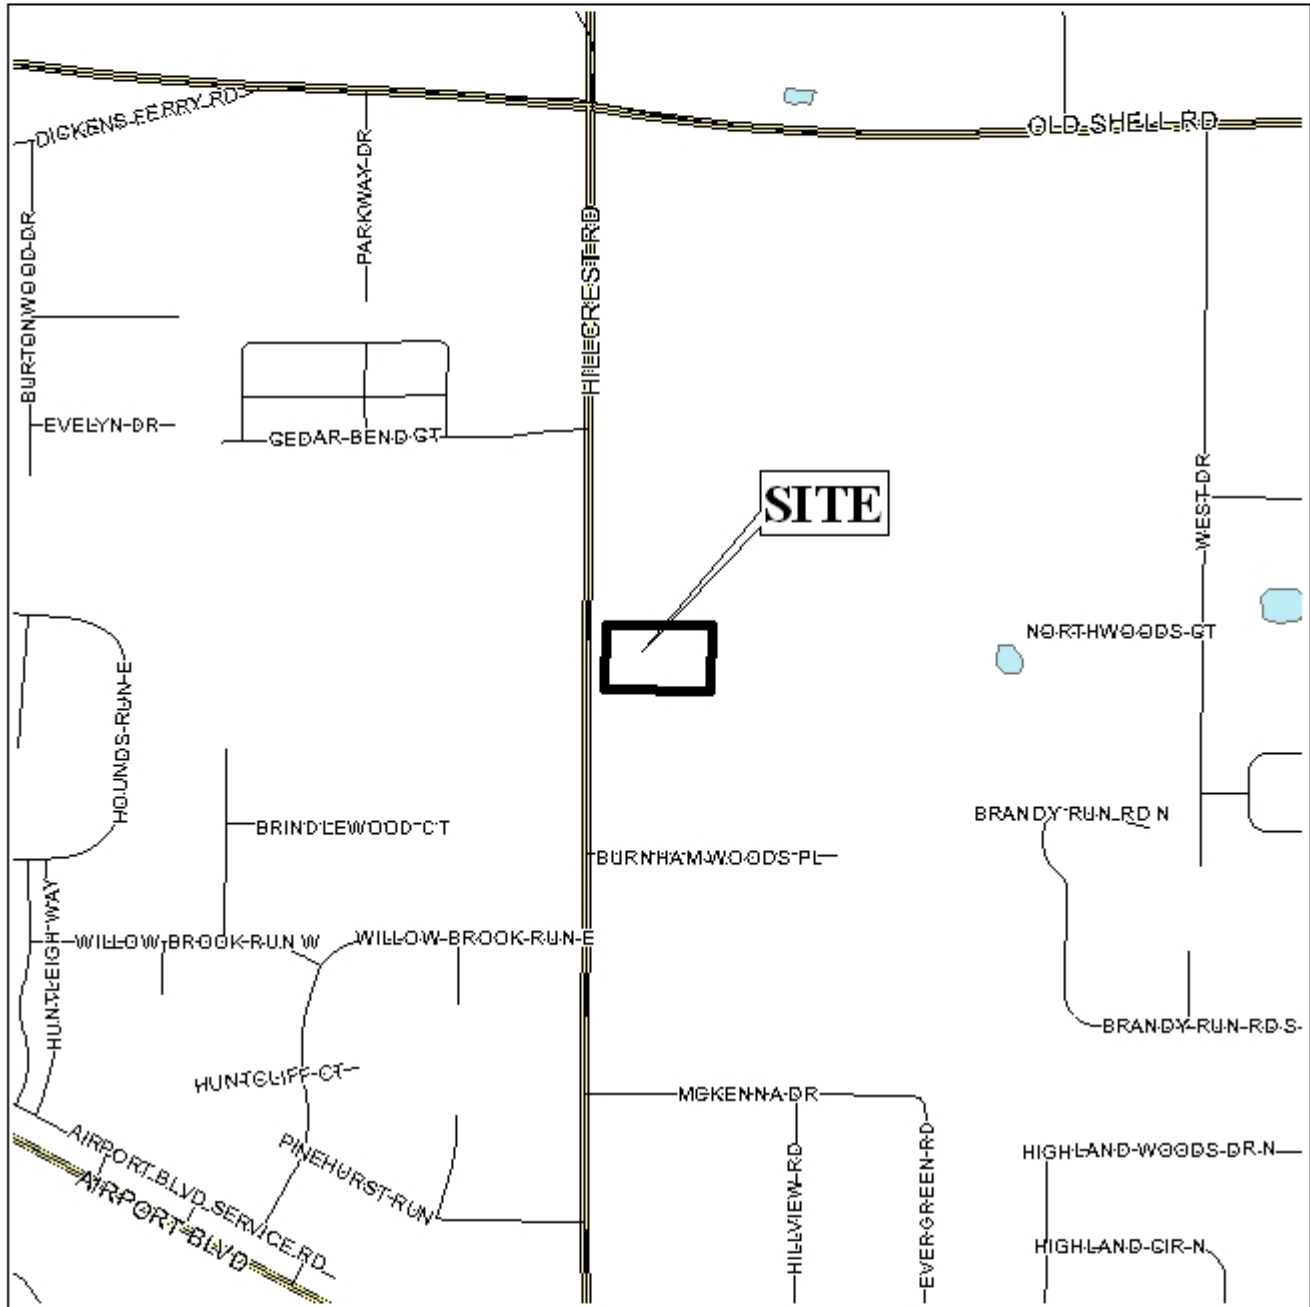 DICKENS FERRY RD
OLD SHELL RD
PARKWAY DR
BURTONWOOD DR
HILLCREST RD
EVELYN DR
CEDAR BEND CT
WEST DR
SITE
NORTHWOODS CT
HOUNDS RUN E
BRINDLEWOOD CT
BRANDY RUN RD N
BURNHAM WOODS PL
HUNTLEIGH WAY
WILLOW BROOK RUN W
WILLOW BROOK RUN E
BRANDY RUN RD S
HUNTCLIFF CT
MCKENNA DR
AIRPORT BLVD SERVICE RD
PINEHURST RUN
HILLVIEW RD
EVERGREEN RD
HIGHLAND WOODS DR N
AIRPORT BLVD
HIGHLAND CIR N